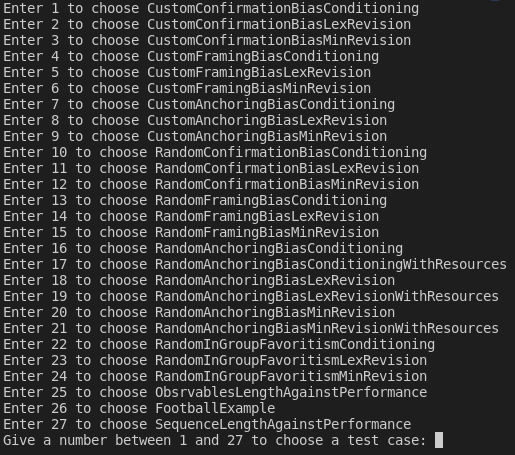 Enter 1 to choose CustomConfirmationBiasConditioning
Enter 2 to choose CustomConfirmationBiasLexRevision
Enter 3 to choose CustomConfirmationBiasMinRevision
Enter 4 to choose CustomFramingBiasConditioning
Enter 5 to choose CustomFramingBiasLexRevision
Enter 6 to choose CustomFramingBiasMinRevision
Enter 7 to choose CustomAnchoringBiasConditioning
Enter 8 to choose CustomAnchoringBiasLexRevision
Enter 9 to choose CustomAnchoringBiasMinRevision
Enter 10 to choose RandomConfirmationBiasConditioning
Enter 11 to choose RandomConfirmationBiasLexRevision
Enter 12 to choose RandomConfirmationBiasMinRevision
Enter 13 to choose RandomFramingBiasConditioning
Enter 14 to choose RandomFramingBiasLexRevision
Enter 15 to choose RandomFramingBiasMinRevision
Enter 16 to choose RandomAnchoringBiasConditioning
Enter 17 to choose RandomAnchoringBiasConditioningWithResources
Enter 18 to choose RandomAnchoringBiasLexRevision
Enter 19 to choose RandomAnchoringBiasLexRevisionWithResources
Enter 20 to choose RandomAnchoringBiasMinRevision
Enter 21 to choose RandomAnchoringBiasMinRevisionWithResources
Enter 22 to choose RandomInGroupFavoritismConditioning
Enter 23 to choose RandomInGroupFavoritismLexRevision
Enter 24 to choose RandomInGroupFavoritismMinRevision
Enter 25 to choose ObsrvablesLengthAgainstPerformance
Enter 26 to choose FootballExample
Enter 27 to choose SequenceLengthAgainstPerformance
Give a number between 1 and 27 to choose a test case: